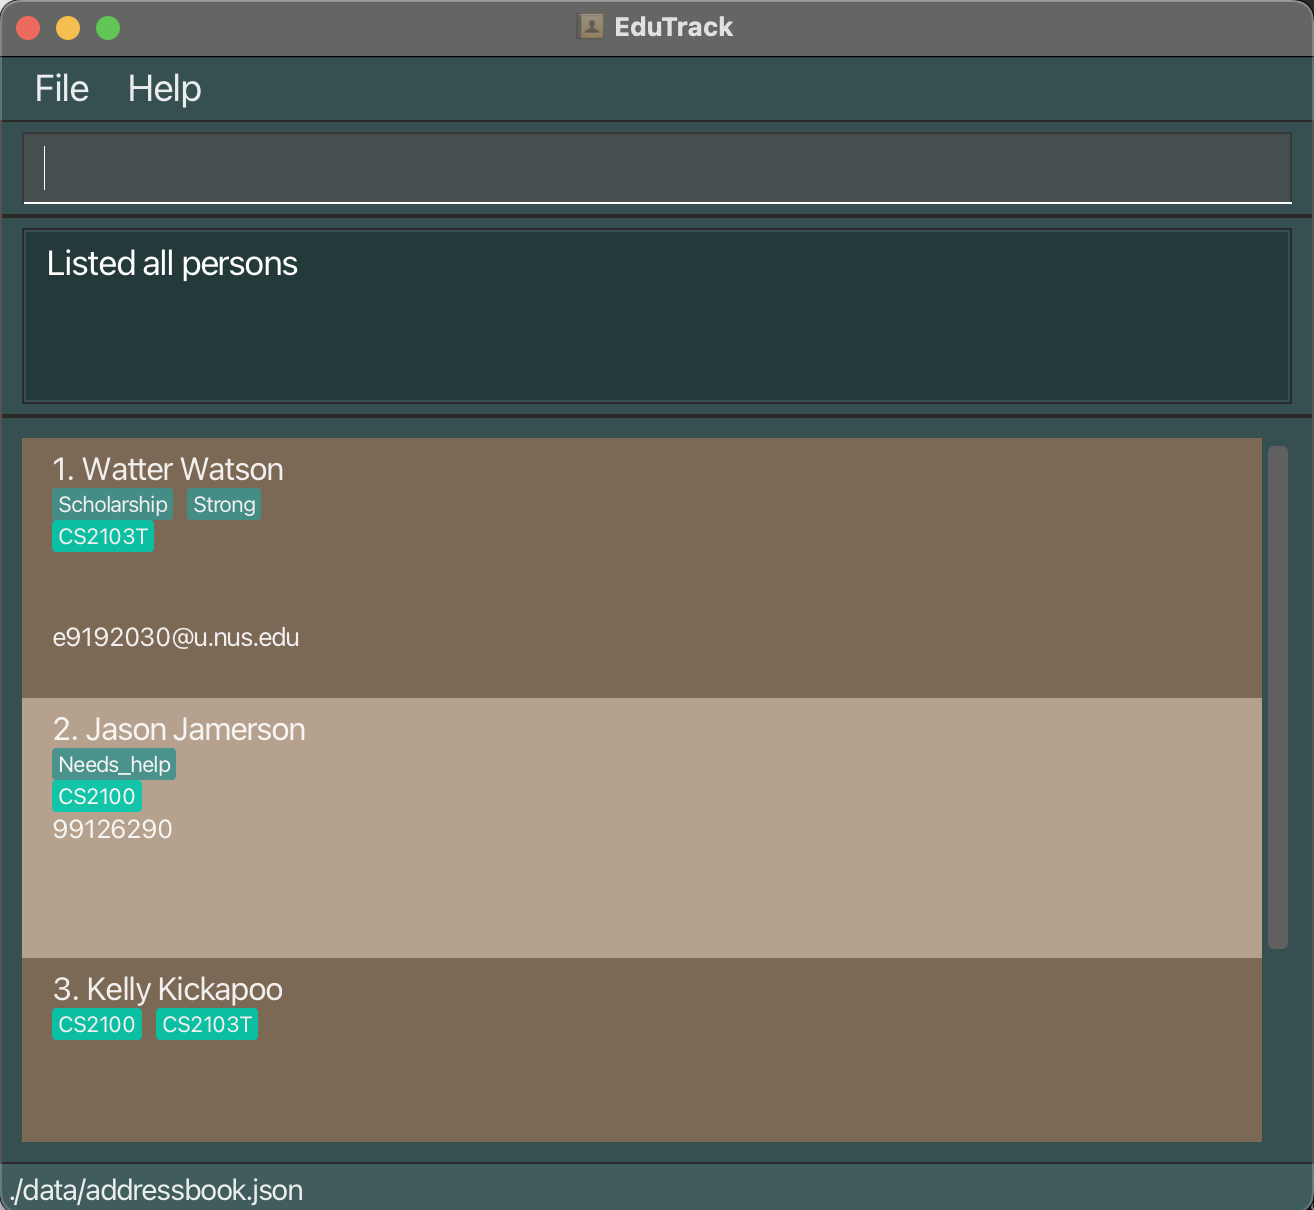 EduTrack
File Help
Listed all persons
1. Watter Watson
Scholarship Strong
CS2103T
e9192030@u.nus.edu
2. Jason Jamerson
Needs_help
CS2100
99126290
3. Kelly Kickapoo
CS2100 CS2103T
./data/addressbook.json